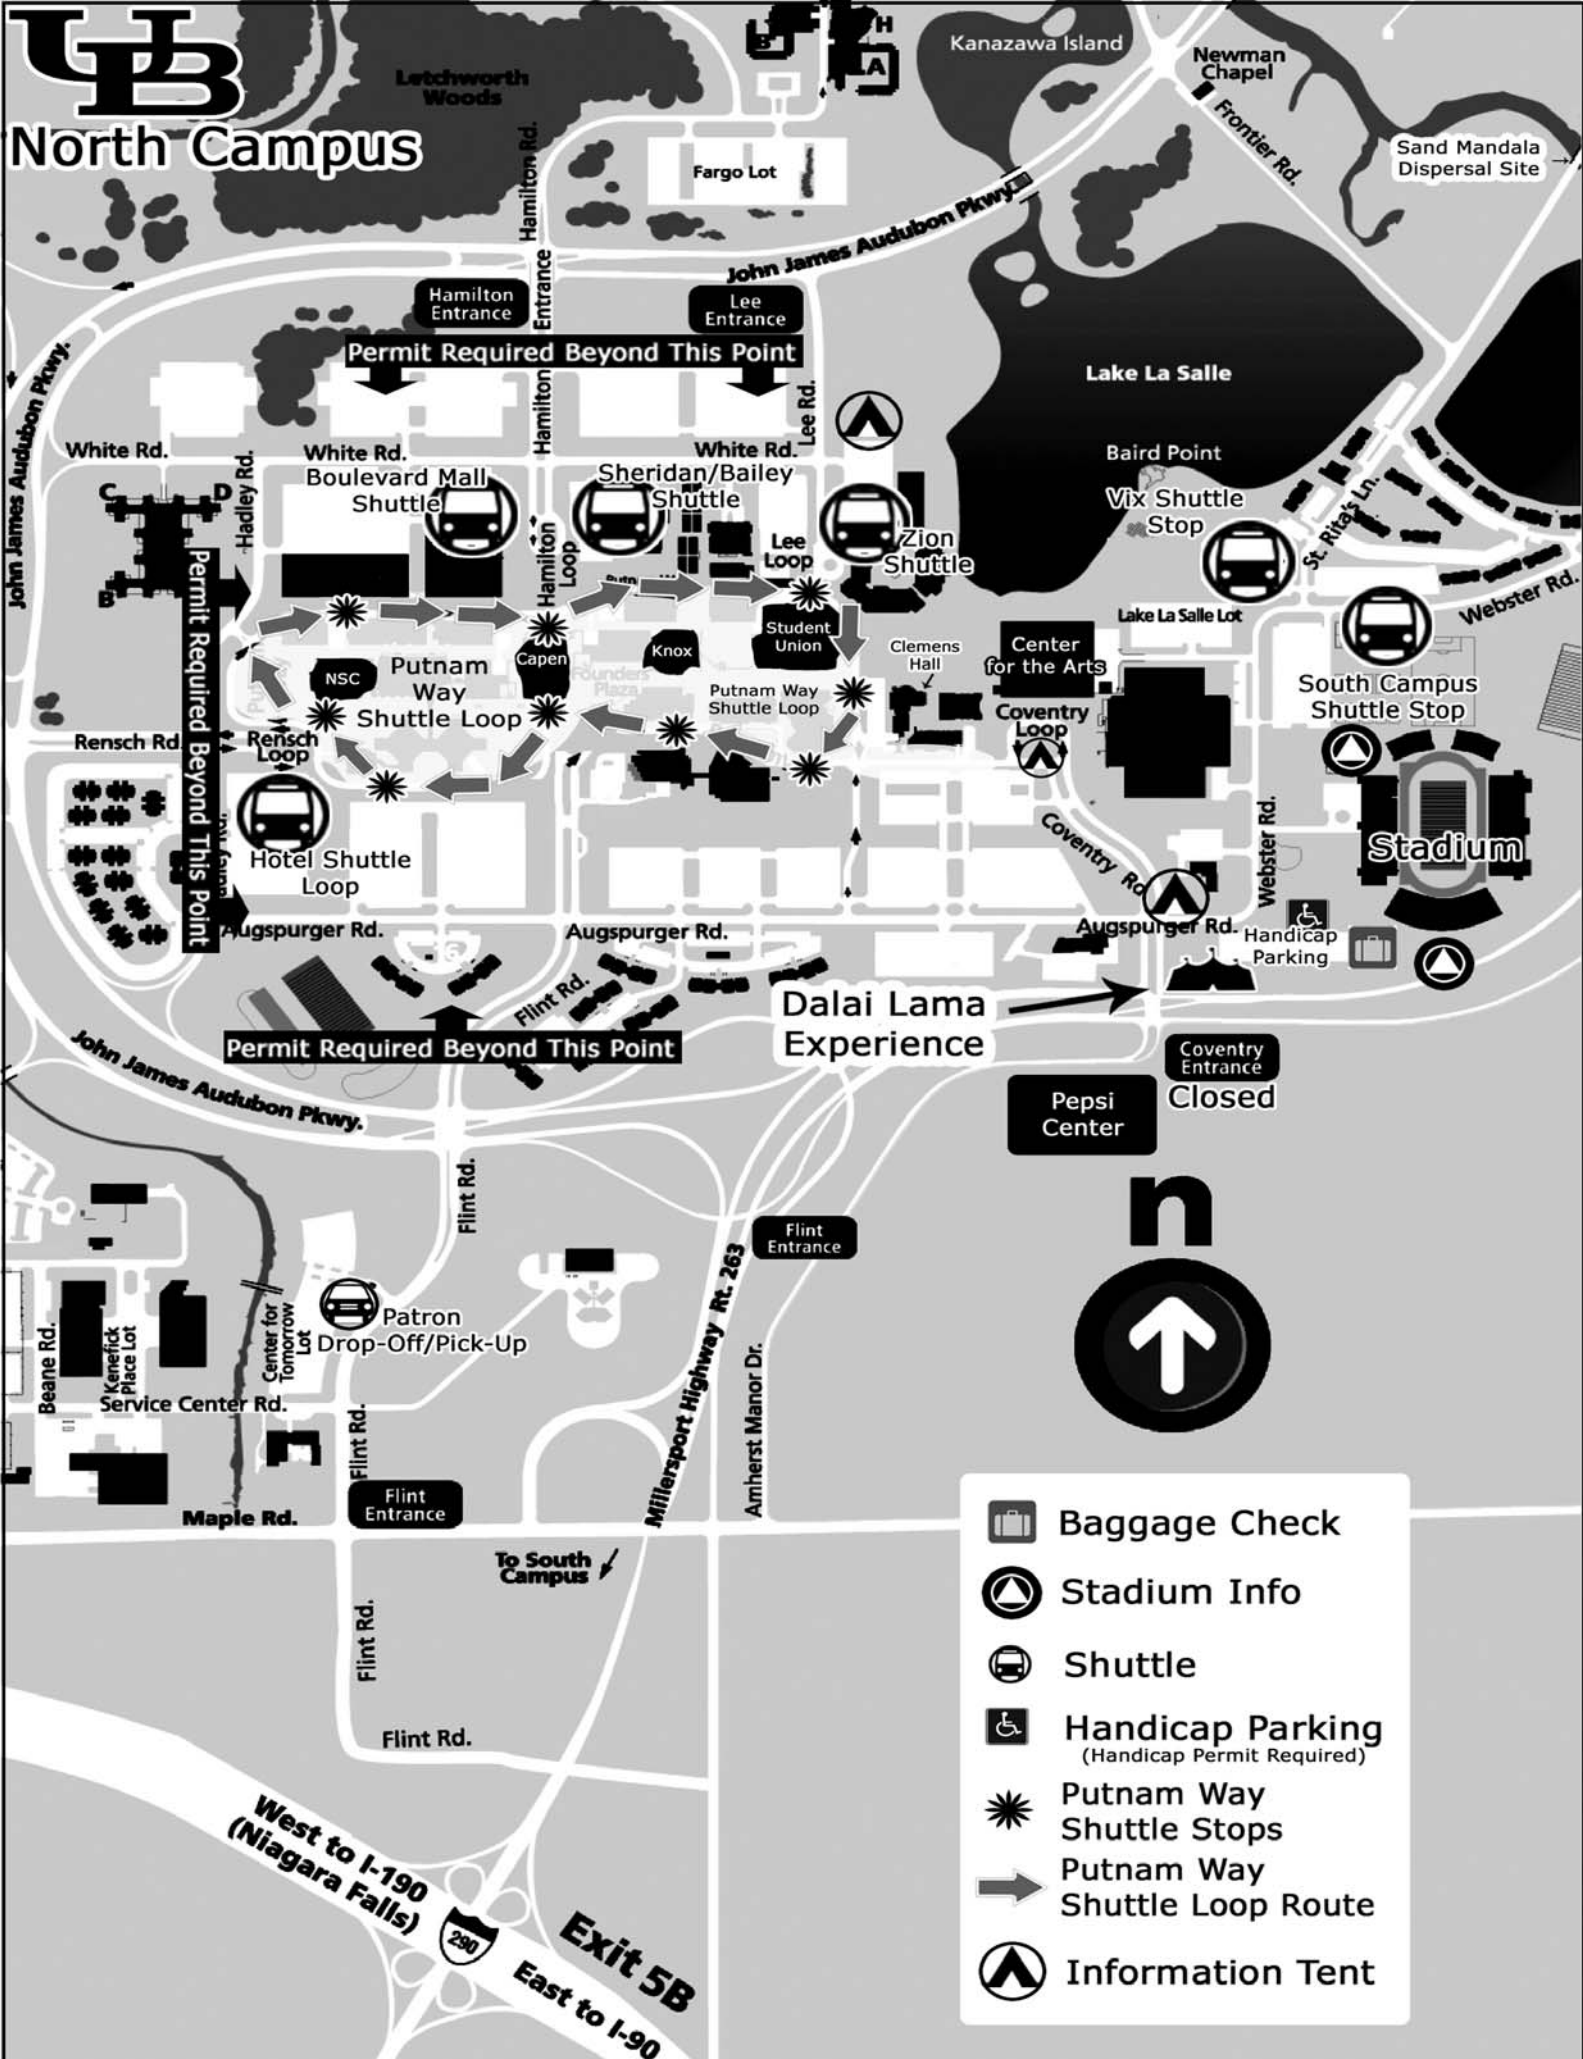 UB
North Campus
Letchworth
Woods
B
H
A
Kanazawa Island
Newman
Chapel
Frontier Rd.
Sand Mandala
Dispersal Site
Fargo Lot
Hamilton Rd.
John James Audubon Pkwy.
Hamilton
Entrance
Hamilton Entrance
Lee
Entrance
Permit Required Beyond This Point
Lake La Salle
John James Audubon Pkwy.
Hamilton
Lee Rd.
White Rd.
White Rd.
White Rd.
Baird Point
Hadley Rd.
Boulevard Mall
Shuttle
Sheridan/Bailey
Shuttle
Vix Shuttle
Stop
St. Rita's Ln.
C
D
B
Hamilton
Loop
Lee
Loop
Zion
Shuttle
Webster Rd.
Lake La Salle Lot
Permit Required Beyond This Point
Student
Union
Clemens
Hall
Center
for the Arts
Knox
Capen
NSC
Putnam
Way
Shuttle Loop
Founders
Plaza
Putnam Way
Shuttle Loop
South Campus
Shuttle Stop
Coventry
Loop
Rensch Rd.
Rensch
Loop
Hotel Shuttle
Loop
Coventry Rd
Webster Rd.
Stadium
Augspurger Rd.
Augspurger Rd.
Augspurger Rd.
Handicap
Parking
Flint Rd.
Dalai Lama
Experience
Permit Required Beyond This Point
John James Audubon Pkwy.
Coventry
Entrance
Closed
Pepsi
Center
n
Flint Rd.
Flint
Entrance
Millersport Highway Rt. 263
Patron
Drop-Off/Pick-Up
Center for
Tomorrow
Lot
Beane Rd.
Kenefick
Place Lot
Service Center Rd.
Amherst Manor Dr.
Flint Rd.
Flint
Entrance
Maple Rd.
To South
Campus
Flint Rd.
Flint Rd.
West to I-190
(Niagara Falls)
290
Exit 5B
East to I-90
Baggage Check
Stadium Info
Shuttle
Handicap Parking
(Handicap Permit Required)
Putnam Way
Shuttle Stops
Putnam Way
Shuttle Loop Route
Information Tent